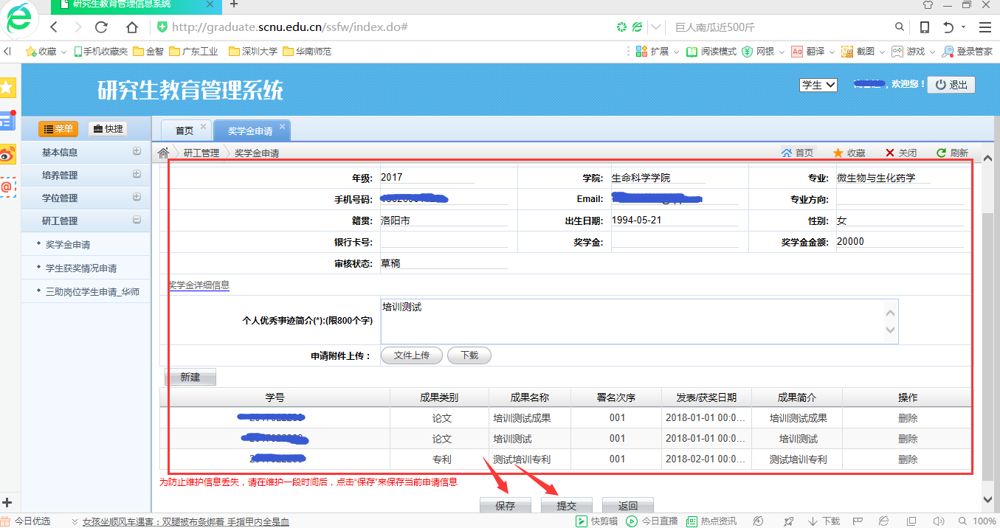 研究生教育管理信息系统
http://graduate.scnu.edu.cn/ssfw/index.do#
巨人南瓜近500斤
收藏 手机收藏夹 金智 广东工业 深圳大学 华南师范
扩展 阅读模式 网银 翻译 截图 游戏 登录管家
研究生教育管理系统
学生
,欢迎您！
退出
菜单 快捷
首页 奖学金申请
基本信息
培养管理
学位管理
研工管理
奖学金申请
学生获奖情况申请
三助岗位学生申请_华师
研工管理 奖学金申请
首页 收藏 关闭 刷新
年级: 2017 学院: 生命科学学院 专业: 微生物与生化药学
手机号码: Email: 专业方向:
籍贯: 洛阳市 出生日期: 1994-05-21 性别: 女
银行卡号: 奖学金: 奖学金金额: 20000
审核状态: 草稿
奖学金详细信息
个人优秀事迹简介(*):(限800个字) 培训测试
申请附件上传： 文件上传 下载
新建
学号 成果类别 成果名称 署名次序 发表/获奖日期 成果简介 操作
论文 培训测试成果 001 2018-01-01 00:0... 培训测试成果 删除
论文 培训测试 001 2018-01-01 00:0... 培训测试 删除
专利 测试培训专利 001 2018-02-01 00:0... 测试培训专利 删除
为防止维护信息丢失，请在维护一段时间后，点击“保存”来保存当前申请信息
保存 提交 返回
今日优选 女孩坐顺风车遇害：双腿被布条绑着 手指甲内全是血
快剪辑 今日直播 热点资讯 下载 100%